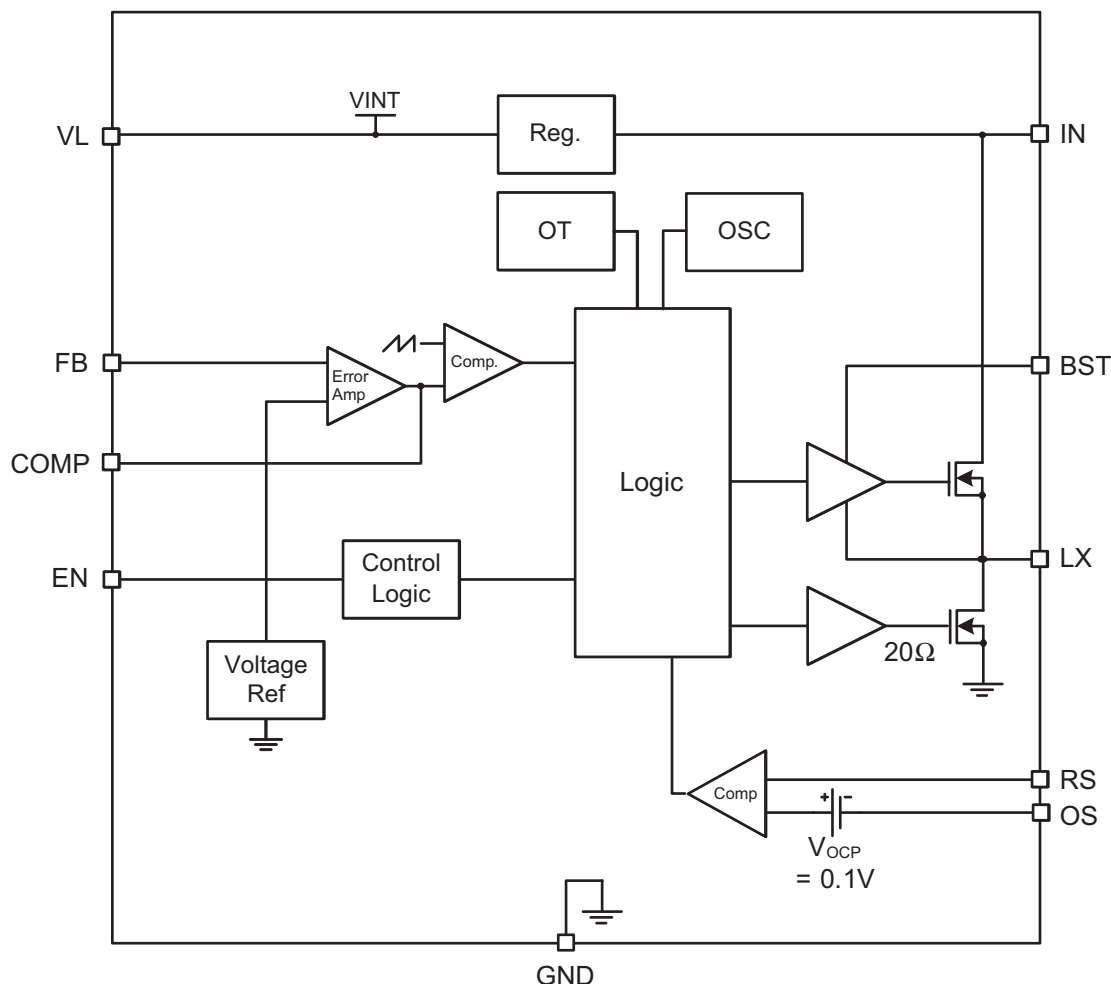 VINT
VL
Reg.
IN
OT
OSC
FB
Error
Amp
Comp.
BST
COMP
Logic
EN
Control
Logic
LX
20Ω
Voltage
Ref
RS
Comp
+ -
OS
VOCP
= 0.1V
GND